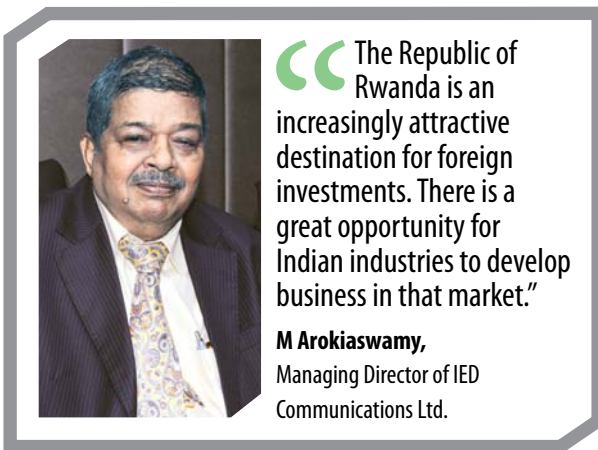 “The Republic of
Rwanda is an
increasingly attractive
destination for foreign
investments. There is a
great opportunity for
Indian industries to develop
business in that market.”
M Arokiaswamy,
Managing Director of IED
Communications Ltd.